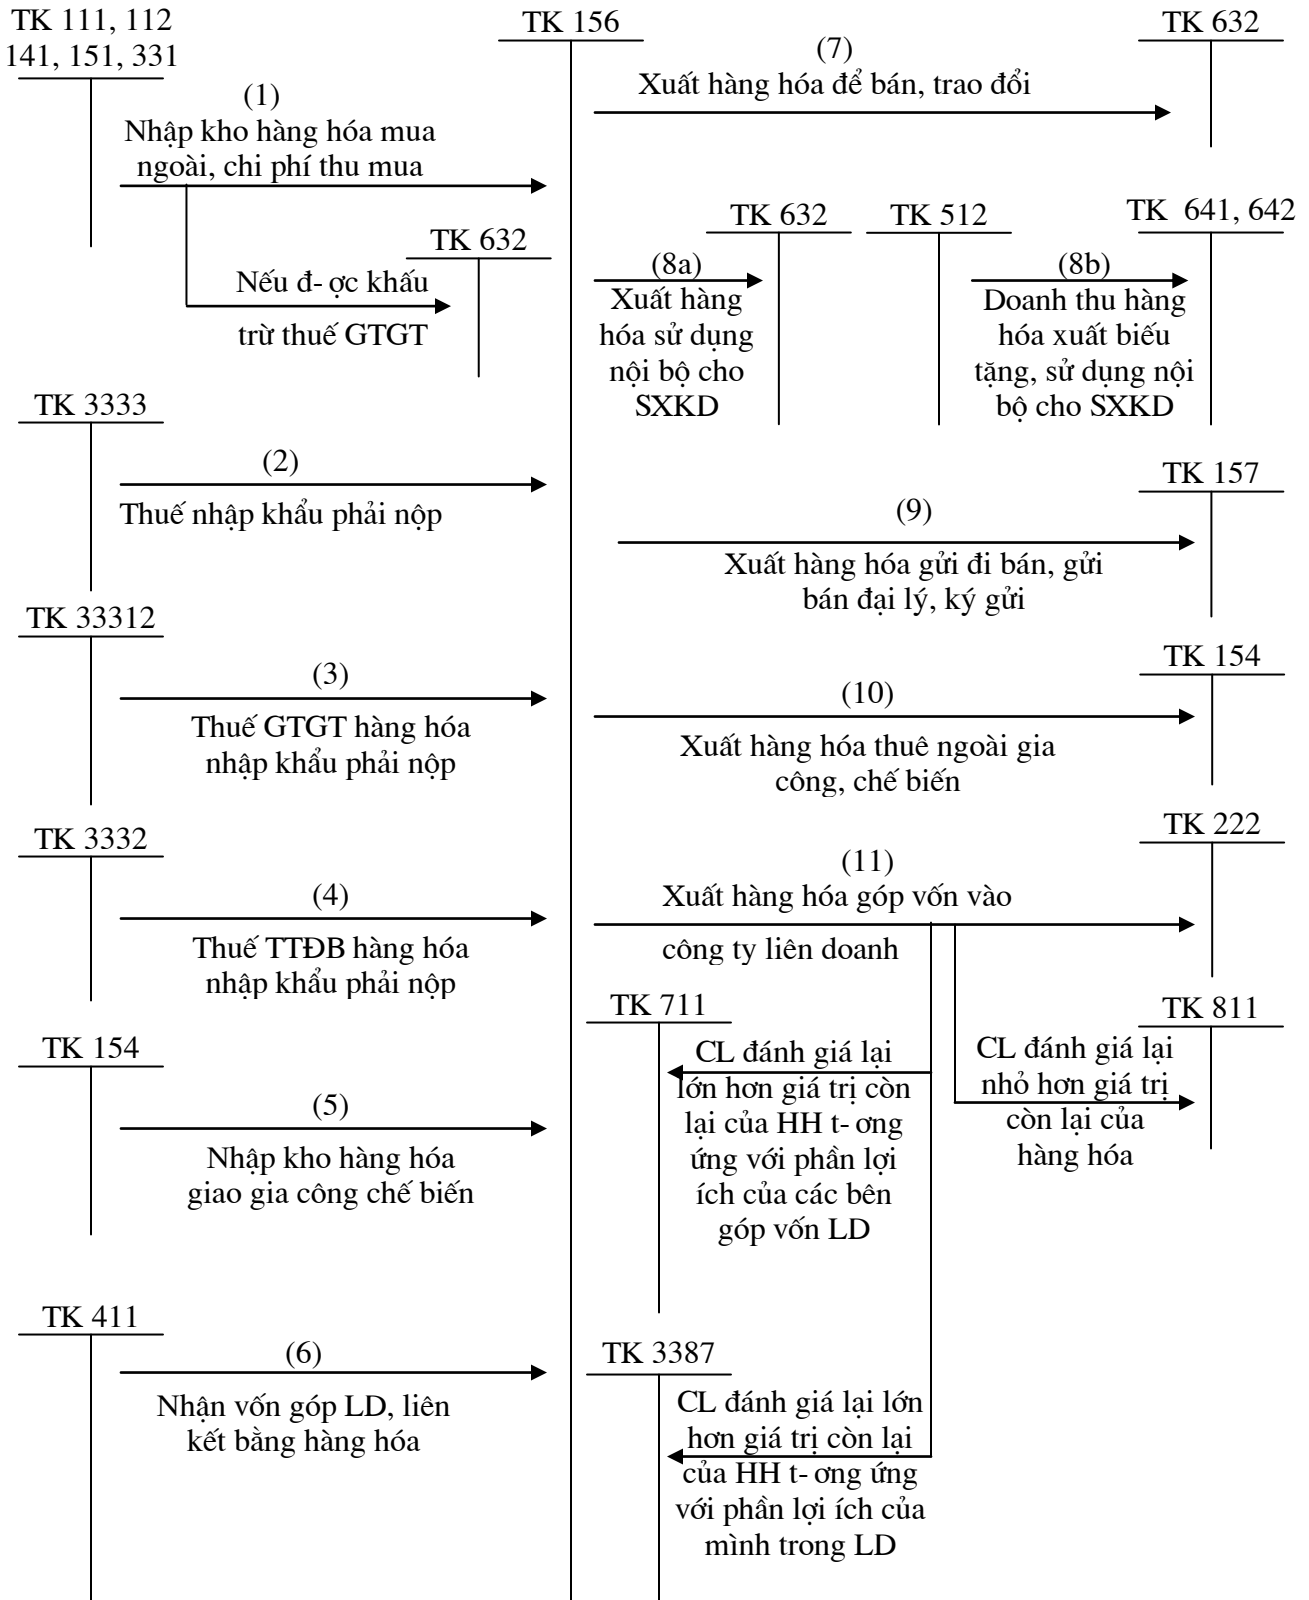 TK 111, 112
141, 151, 331
(1)
Nhập kho hàng hóa mua
ngoài, chi phí thu mua
TK 632
Nếu đ- ợc khấu
trừ thuế GTGT
TK 3333
(2)
Thuế nhập khẩu phải nộp
TK 33312
(3)
Thuế GTGT hàng hóa
nhập khẩu phải nộp
TK 3332
(4)
Thuế TTĐB hàng hóa
nhập khẩu phải nộp
TK 154
(5)
Nhập kho hàng hóa
giao gia công chế biến
TK 411
(6)
Nhận vốn góp LD, liên
kết bằng hàng hóa
TK 156
(7)
Xuất hàng hóa để bán, trao đổi
TK 632
TK 632
(8a)
Xuất hàng
hóa sử dụng
nội bộ cho
SXKD
TK 512
TK 641, 642
(8b)
Doanh thu hàng
hóa xuất biếu
tặng, sử dụng nội
bộ cho SXKD
TK 157
(9)
Xuất hàng hóa gửi đi bán, gửi
bán đại lý, ký gửi
TK 154
(10)
Xuất hàng hóa thuê ngoài gia
công, chế biến
TK 222
(11)
Xuất hàng hóa góp vốn vào
công ty liên doanh
TK 711
CL đánh giá lại
lớn hơn giá trị còn
lại của HH t- ơng
ứng với phần lợi
ích của các bên
góp vốn LD
TK 811
CL đánh giá lại
nhỏ hơn giá trị
còn lại của
hàng hóa
TK 3387
CL đánh giá lại lớn
hơn giá trị còn lại
của HH t- ơng ứng
với phần lợi ích của
mình trong LD